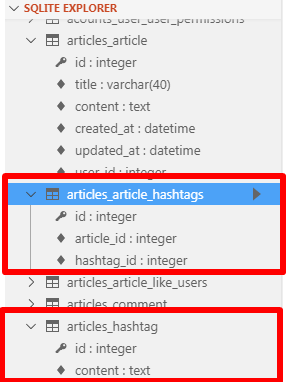 SQLITE EXPLORER
acounts_user_user_permissions
articles_article
id : integer
title : varchar(40)
content : text
created_at : datetime
updated_at : datetime
user_id : integer
articles_article_hashtags
id : integer
article_id : integer
hashtag_id : integer
articles_article_like_users
articles_comment
articles_hashtag
id : integer
content : text